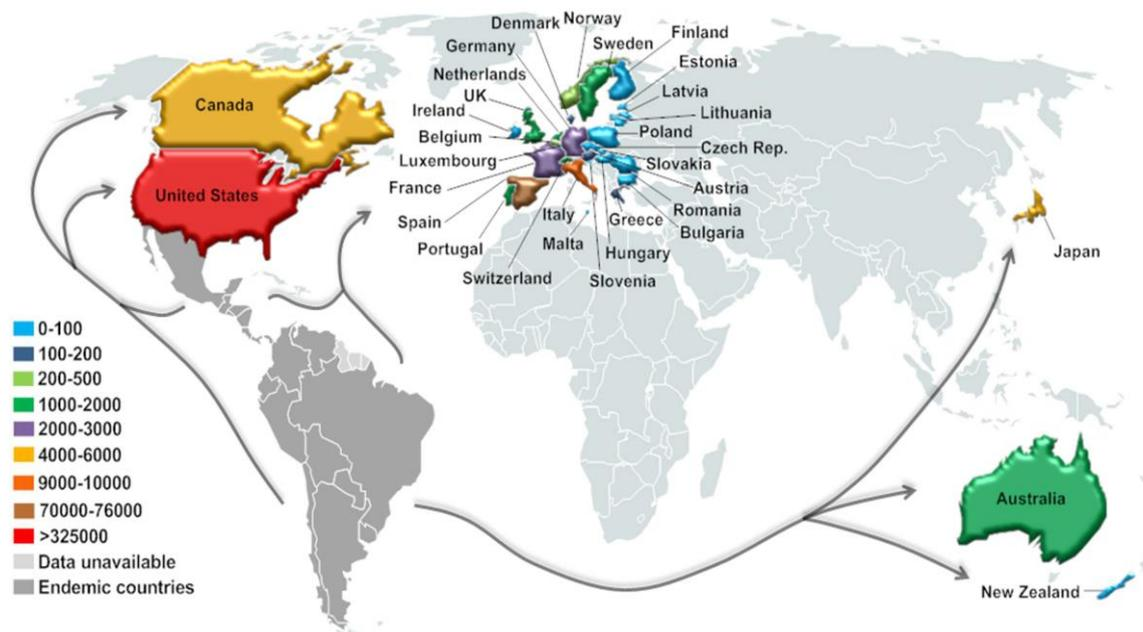 Denmark
Norway
Germany
Sweden
Finland
Netherlands
Estonia
UK
Latvia
Ireland
Lithuania
Belgium
Poland
Czech Rep.
Luxembourg
Slovakia
France
Austria
Spain
Romania
Portugal
Italy
Greece
Bulgaria
Malta
Hungary
Switzerland
Slovenia
Canada
United States
Japan
Australia
New Zealand
0-100
100-200
200-500
1000-2000
2000-3000
4000-6000
9000-10000
70000-76000
>325000
Data unavailable
Endemic countries